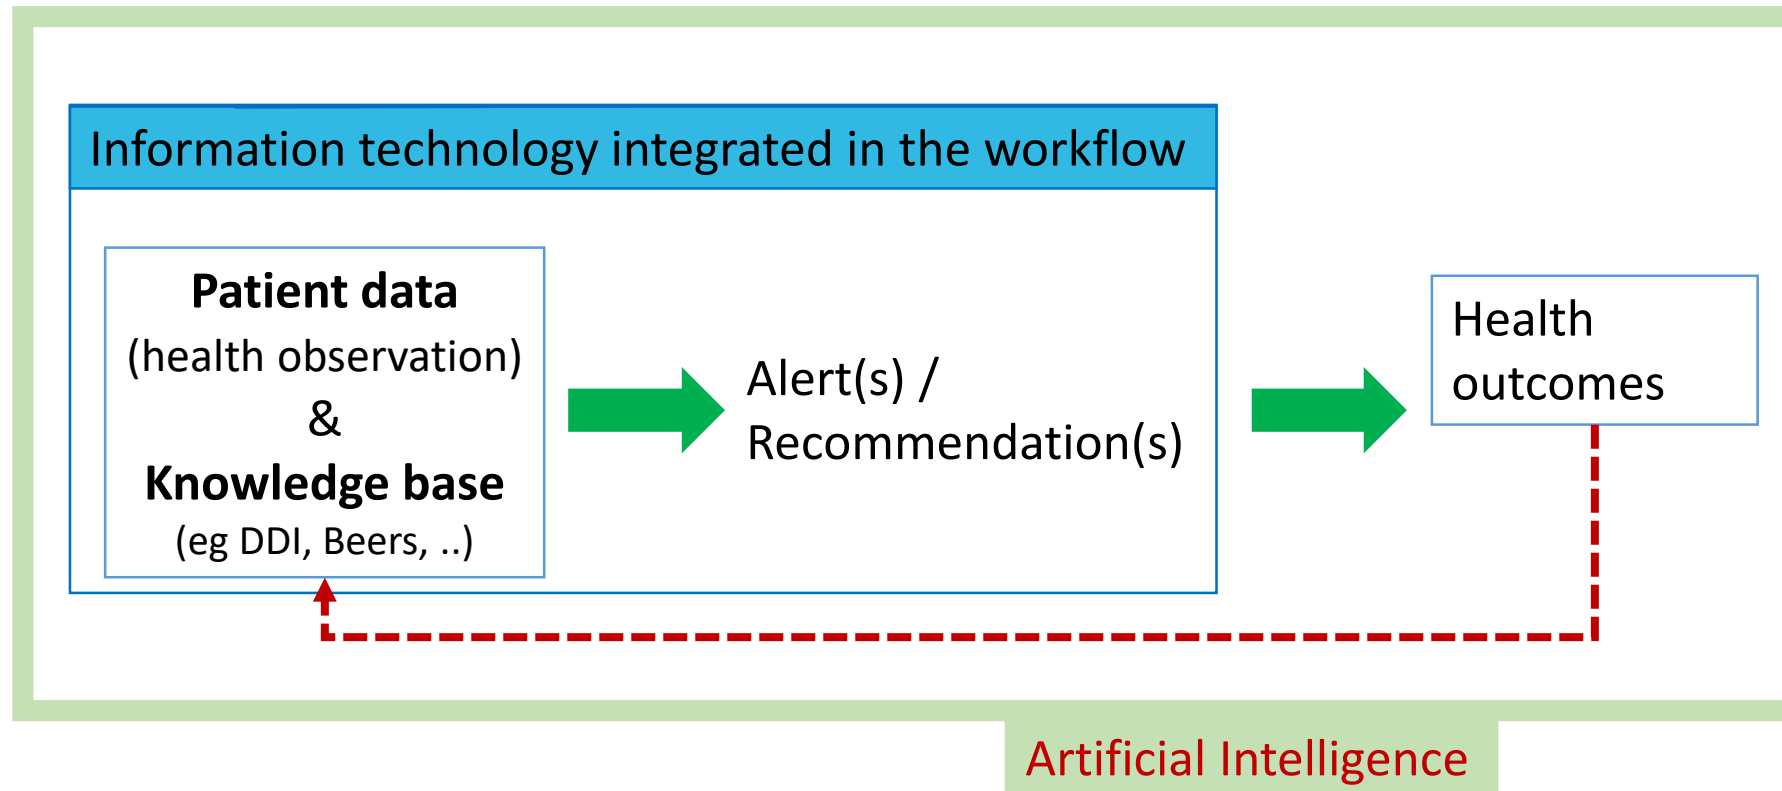 Information technology integrated in the workflow
Patient data
(health observation)
&
Knowledge base
(eg DDI, Beers, ..)
Alert(s) /
Recommendation(s)
Health
outcomes
Artificial Intelligence